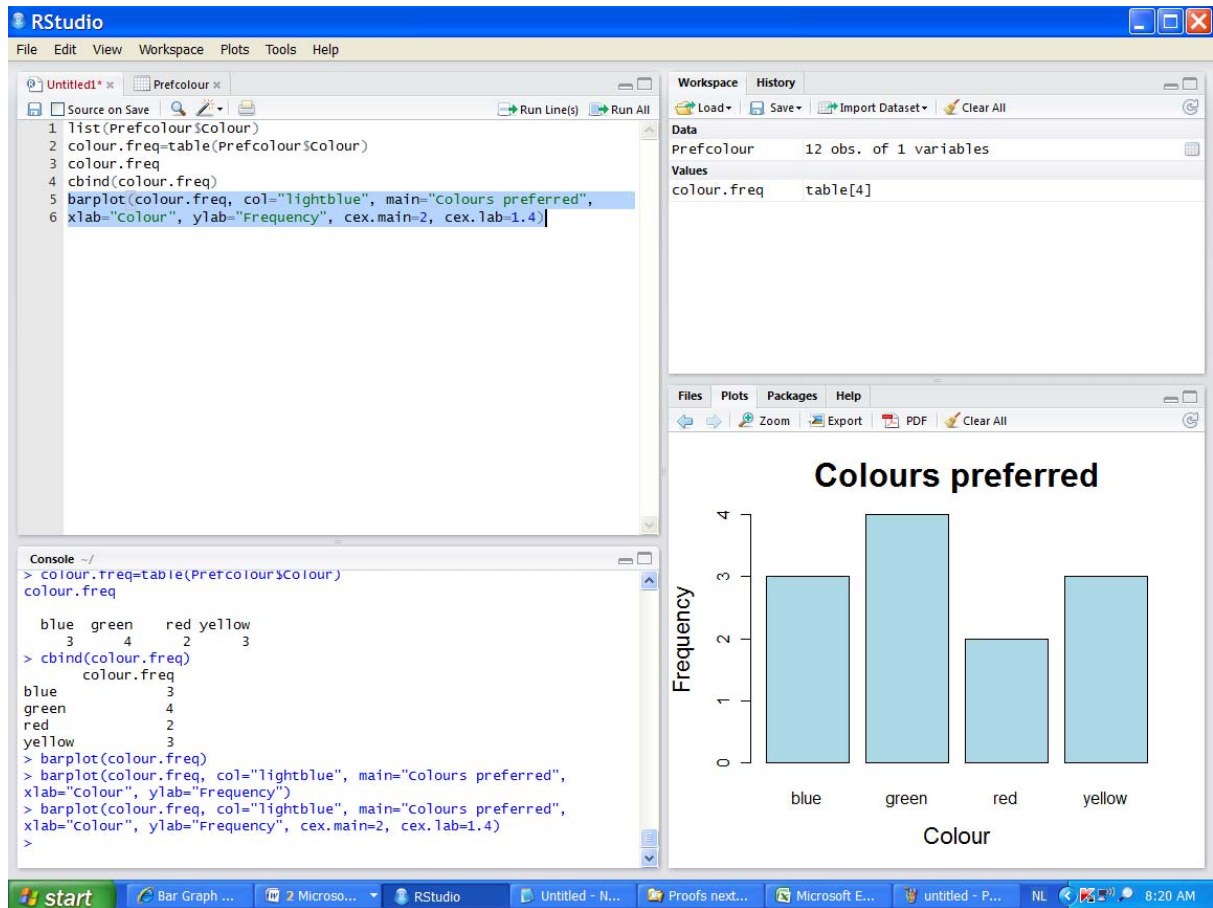 RStudio
File Edit View Workspace Plots Tools Help
Untitled1* Prefcolour
Source on Save Run Line(s) Run All
1 list(Prefcolour$Colour)
2 colour.freq=table(Prefcolour$Colour)
3 colour.freq
4 cbind(colour.freq)
5 barplot(colour.freq, col="lightblue", main="Colours preferred",
6 xlab="Colour", ylab="Frequency", cex.main=2, cex.lab=1.4)
Console ~/
> colour.freq=table(Prefcolour$Colour)
colour.freq
blue green red yellow
3 4 2 3
> cbind(colour.freq)
colour.freq
blue 3
green 4
red 2
yellow 3
> barplot(colour.freq)
> barplot(colour.freq, col="lightblue", main="Colours preferred",
xlab="Colour", ylab="Frequency")
> barplot(colour.freq, col="lightblue", main="Colours preferred",
xlab="Colour", ylab="Frequency", cex.main=2, cex.lab=1.4)
>
Workspace History
Load Save Import Dataset Clear All
Data
Prefcolour 12 obs. of 1 variables
Values
colour.freq table[4]
Files Plots Packages Help
Zoom Export PDF Clear All
Colours preferred
Frequency
4
3
2
1
0
blue green red yellow
Colour
start Bar Graph ... 2 Microso... RStudio Untitled - N... Proofs next... Microsoft E... untitled - P... NL 8:20 AM